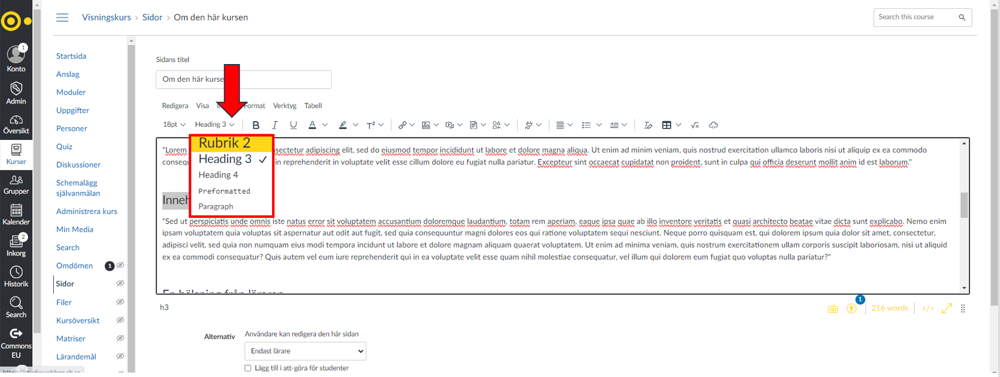 Visningskurs › Sidor › Om den här kursen
Search this course
1
Konto
Admin
Översikt
Kurser
Grupper
Kalender
2
Inkorg
Historik
Search
Commons
EU
Startsida
Anslag
Moduler
Uppgifter
Personer
Quiz
Diskussioner
Schemalägg
självanmälan
Administrera kurs
Min Media
Search
Omdömen 1
Sidor
Filer
Kursöversikt
Matriser
Lärandemål
Sidans titel
Om den här kurse
Redigera Visa Format Verktyg Tabell
18pt Heading 3 B I U A T²
Rubrik 2
Heading 3 ✓
Heading 4
Preformatted
Paragraph
"Lorem sectetur adipiscing elit, sed do eiusmod tempor incididunt ut labore et dolore magna aliqua. Ut enim ad minim veniam, quis nostrud exercitation ullamco laboris nisi ut aliquip ex ea commodo
consequ in reprehenderit in voluptate velit esse cillum dolore eu fugiat nulla pariatur. Excepteur sint occaecat cupidatat non proident, sunt in culpa qui officia deserunt mollit anim id est laborum."
Inneh
"Sed ut perspiciatis unde omnis iste natus error sit voluptatem accusantium doloremque laudantium, totam rem aperiam, eaque ipsa quae ab illo inventore veritatis et quasi architecto beatae vitae dicta sunt explicabo. Nemo enim
ipsam voluptatem quia voluptas sit aspernatur aut odit aut fugit, sed quia consequuntur magni dolores eos qui ratione voluptatem sequi nesciunt. Neque porro quisquam est, qui dolorem ipsum quia dolor sit amet, consectetur,
adipisci velit, sed quia non numquam eius modi tempora incidunt ut labore et dolore magnam aliquam quaerat voluptatem. Ut enim ad minima veniam, quis nostrum exercitationem ullam corporis suscipit laboriosam, nisi ut aliquid
ex ea commodi consequatur? Quis autem vel eum iure reprehenderit qui in ea voluptate velit esse quam nihil molestiae consequatur, vel illum qui dolorem eum fugiat quo voluptas nulla pariatur?"
En hälsning från läraren
h3
1
216 words </>
Alternativ
Användare kan redigera den här sidan
Endast lärare
Lägg till i att-göra för studenter